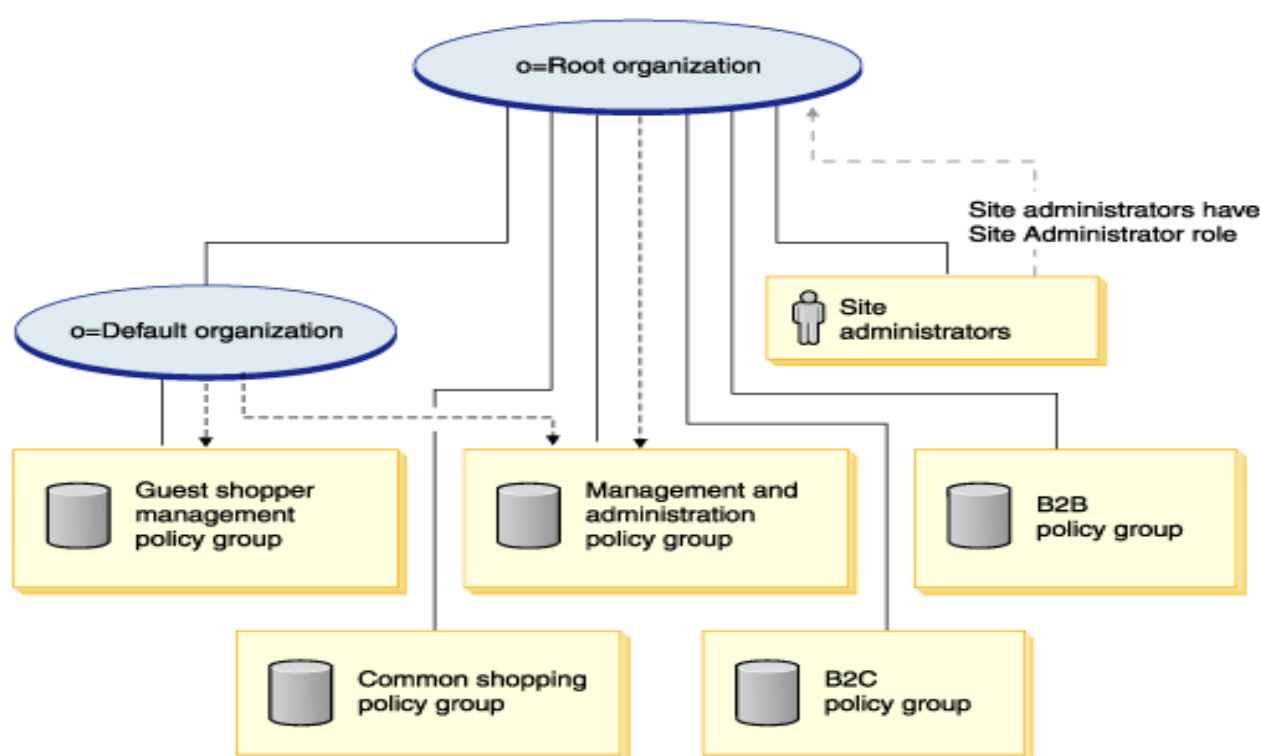 o=Root organization
Site administrators have
Site Administrator role
Site
administrators
o=Default organization
Guest shopper
management
policy group
Management and
administration
policy group
B2B
policy group
Common shopping
policy group
B2C
policy group